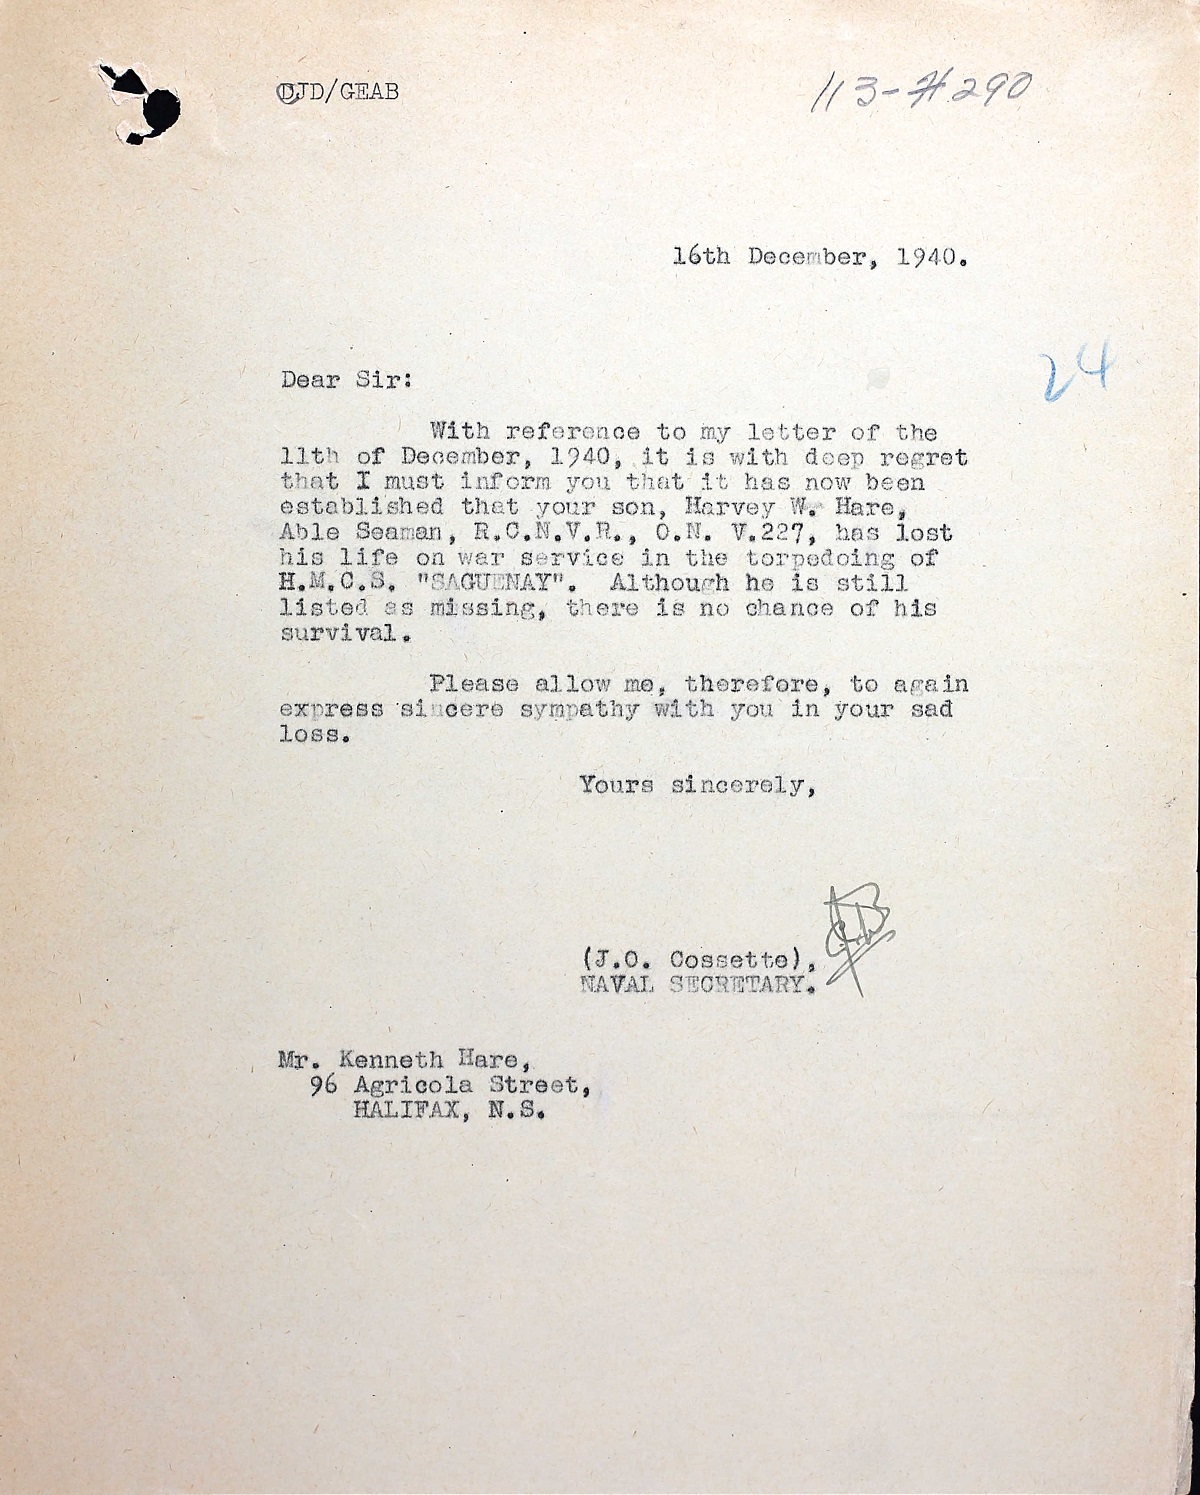 DJD/GEAB
113-H290
16th December, 1940.
24
Dear Sir:
With reference to my letter of the
11th of December, 1940, it is with deep regret
that I must inform you that it has now been
established that your son, Harvey W. Hare,
Able Seaman, R.C.N.V.R., O.N. V.227, has lost
his life on war service in the torpedoing of
H.M.C.S. "SAGUENAY". Although he is still
listed as missing, there is no chance of his
survival.
Please allow me, therefore, to again
express sincere sympathy with you in your sad
loss.
Yours sincerely,
(J.O. Cossette),
NAVAL SECRETARY.
Mr. Kenneth Hare,
96 Agricola Street,
HALIFAX, N.S.